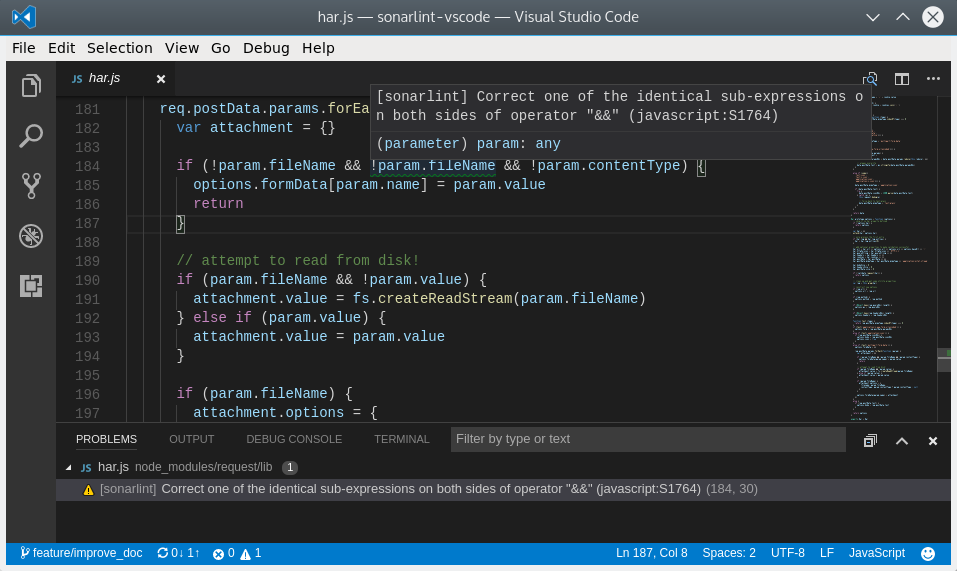 har.js — sonarlint-vscode — Visual Studio Code
File Edit Selection View Go Debug Help
JS har.js
[sonarlint] Correct one of the identical sub-expressions o
n both sides of operator "&&" (javascript:S1764)
(parameter) param: any
181 req.postData.params.forEa
182 var attachment = {}
183
184 if (!param.fileName && !param.fileName && !param.contentType) {
185 options.formData[param.name] = param.value
186 return
187 }
188
189 // attempt to read from disk!
190 if (param.fileName && !param.value) {
191 attachment.value = fs.createReadStream(param.fileName)
192 } else if (param.value) {
193 attachment.value = param.value
194 }
195
196 if (param.fileName) {
197 attachment.options = {
PROBLEMS OUTPUT DEBUG CONSOLE TERMINAL Filter by type or text
JS har.js node_modules/request/lib 1
[sonarlint] Correct one of the identical sub-expressions on both sides of operator "&&" (javascript:S1764) (184, 30)
feature/improve_doc 0↓ 1↑ 0 1 Ln 187, Col 8 Spaces: 2 UTF-8 LF JavaScript